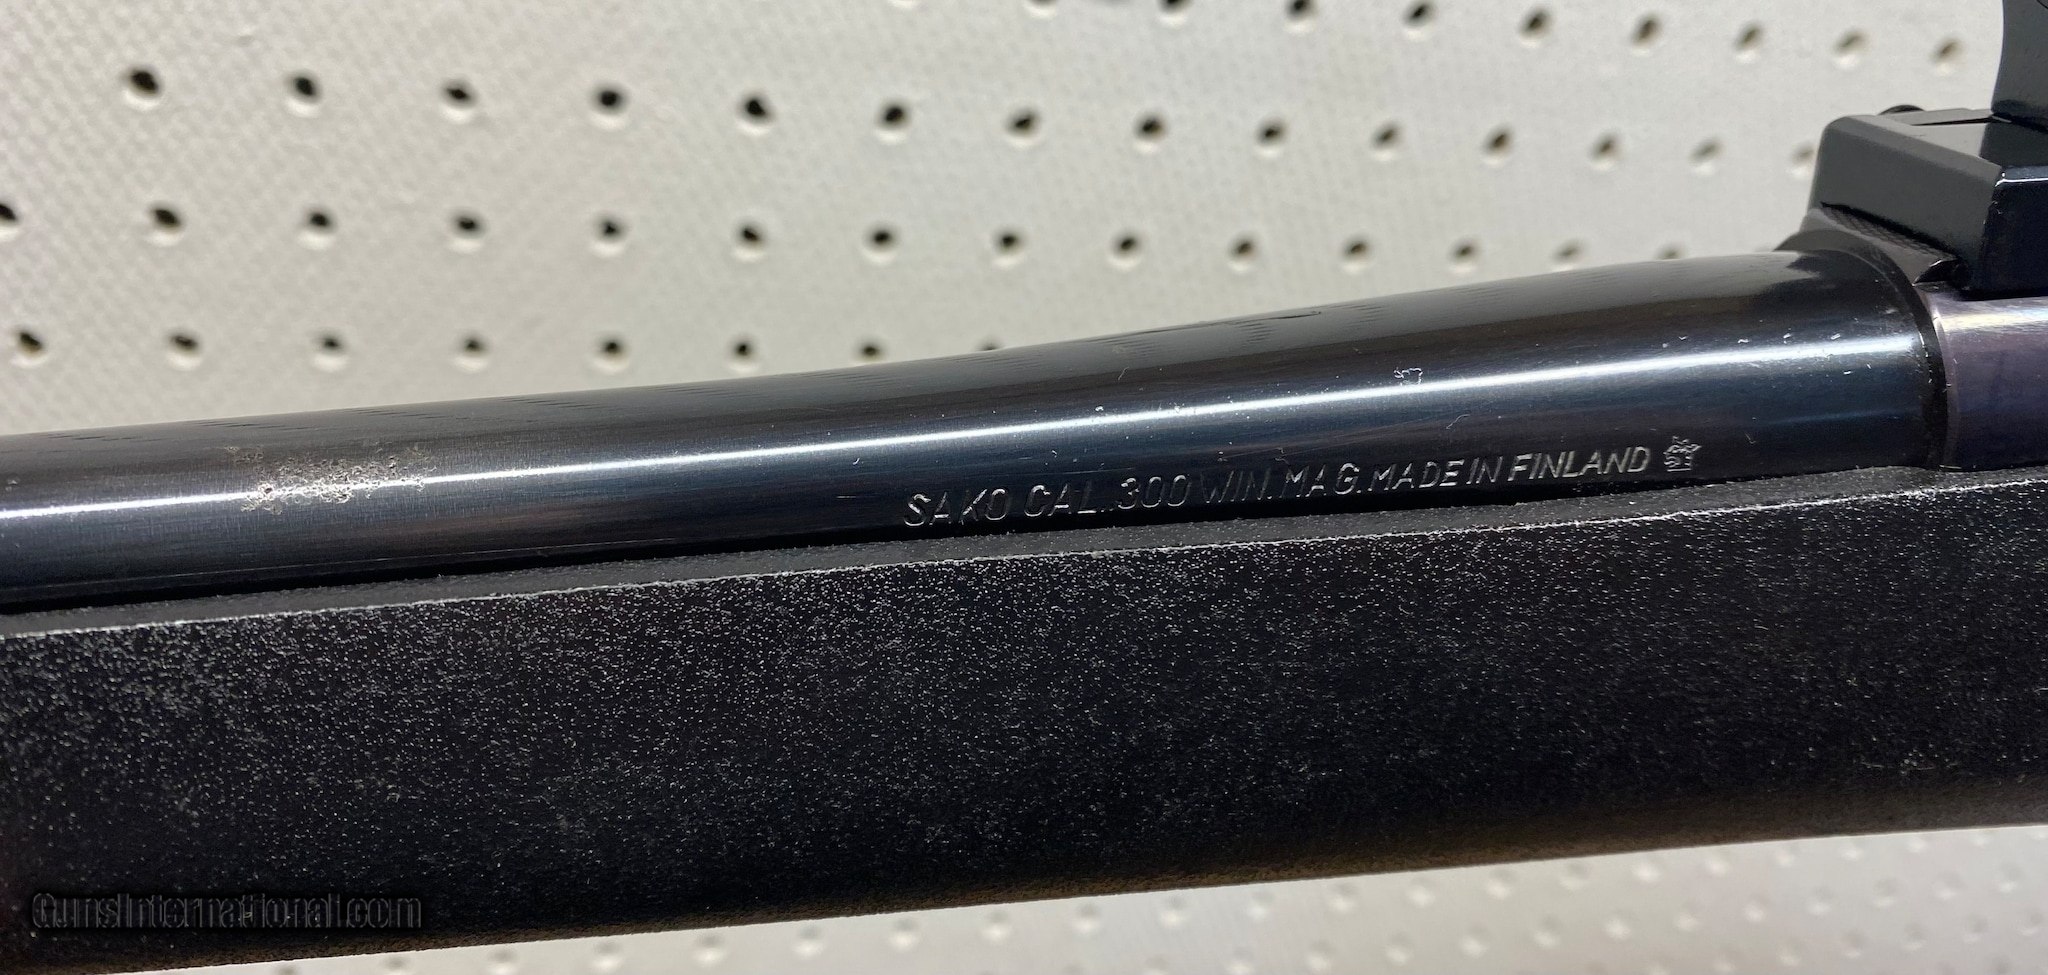 SAKO CAL. 300 WIN. MAG. MADE IN FINLAND
GunsInternational.com